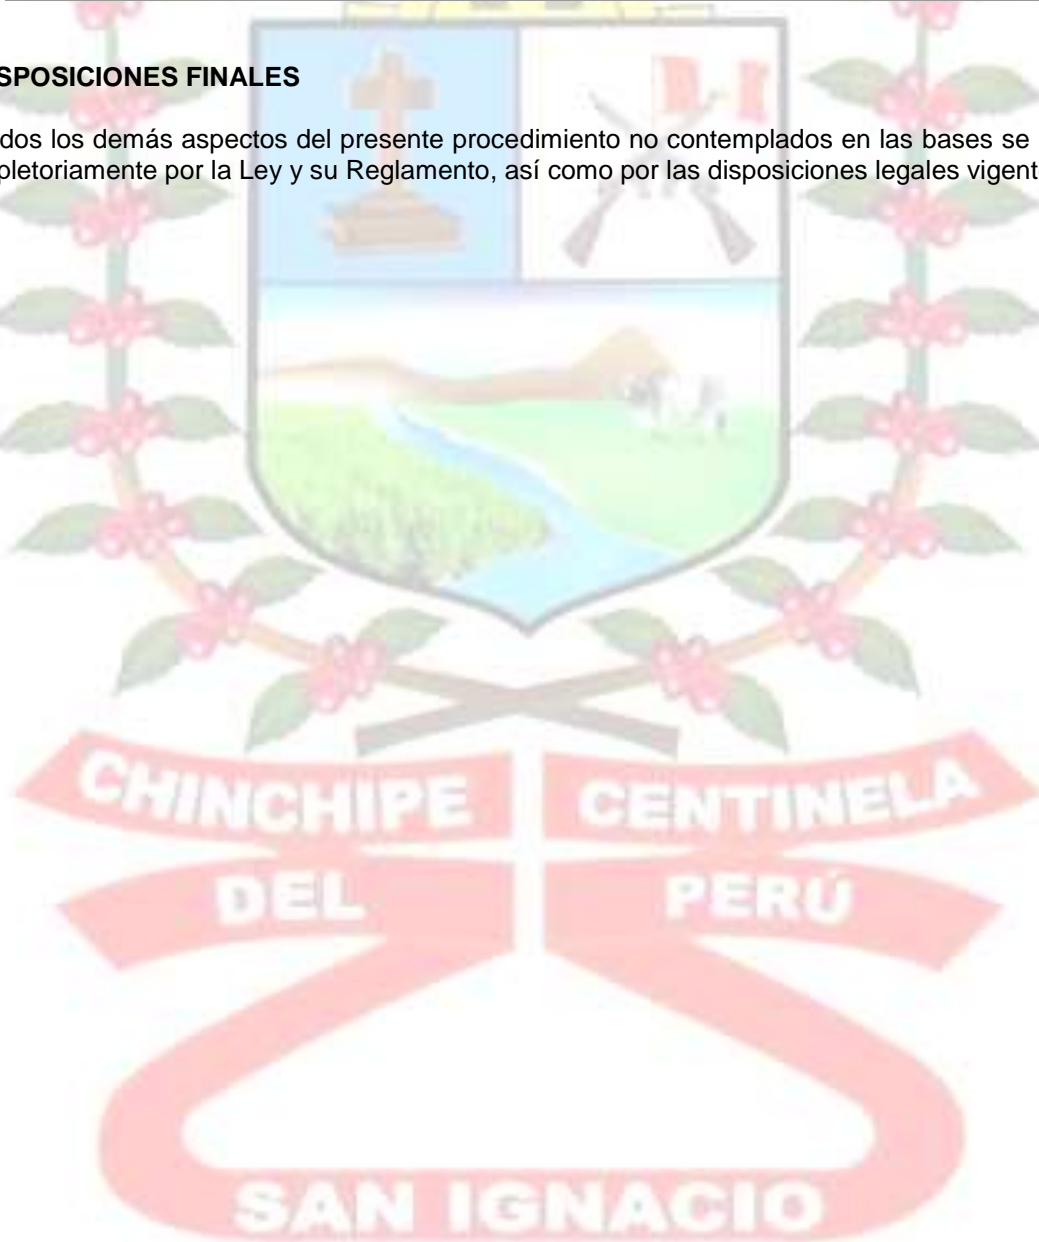 SPOSICIONES FINALES
dos los demás aspectos del presente procedimiento no contemplados en las bases se
pletoriamente por la Ley y su Reglamento, así como por las disposiciones legales vigent
CHINCHIPE CENTINELA
DEL PERÚ
SAN IGNACIO